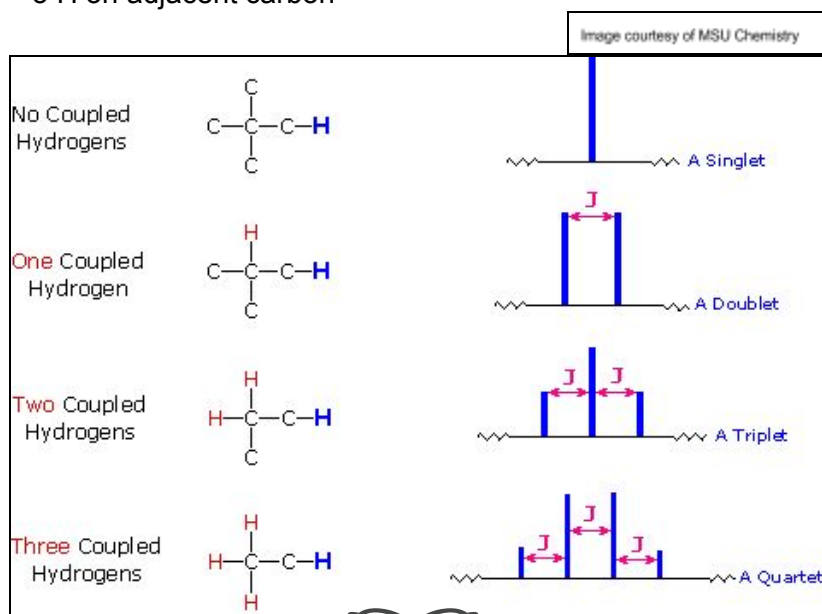 Image courtesy of MSU Chemistry
No Coupled
Hydrogens
C
C–C–C–H
C
A Singlet
One Coupled
Hydrogen
H
C–C–C–H
C
J
A Doublet
Two Coupled
Hydrogens
H
H–C–C–H
C
J J
A Triplet
Three Coupled
Hydrogens
H
H–C–C–H
H
J J J
A Quartet